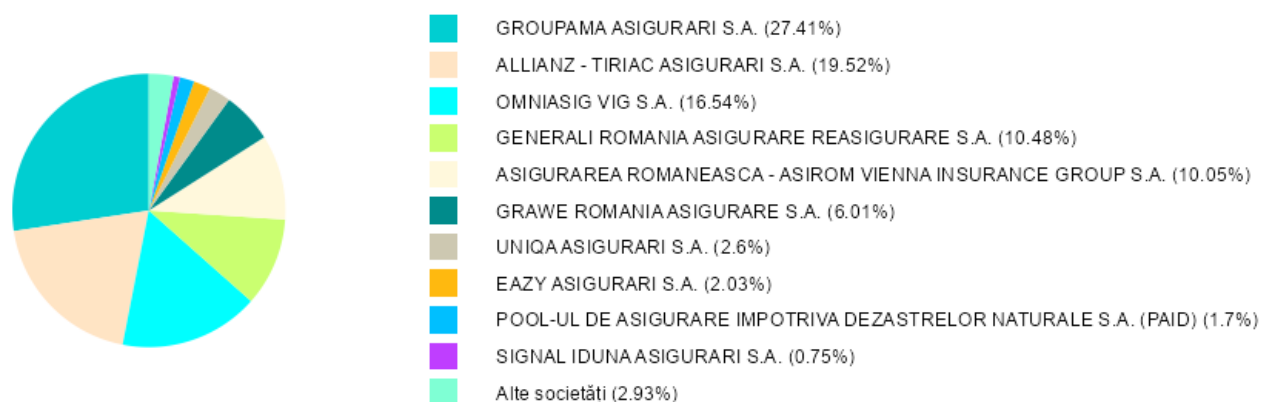 GROUPAMA ASIGURARI S.A. (27.41%)
ALLIANZ - TIRIAC ASIGURARI S.A. (19.52%)
OMNIASIG VIG S.A. (16.54%)
GENERALI ROMANIA ASIGURARE REASIGURARE S.A. (10.48%)
ASIGURAREA ROMANEASCA - ASIROM VIENNA INSURANCE GROUP S.A. (10.05%)
GRAWE ROMANIA ASIGURARE S.A. (6.01%)
UNIQA ASIGURARI S.A. (2.6%)
EAZY ASIGURARI S.A. (2.03%)
POOL-UL DE ASIGURARE IMPOTRIVA DEZASTRELOR NATURALE S.A. (PAID) (1.7%)
SIGNAL IDUNA ASIGURARI S.A. (0.75%)
Alte societăti (2.93%)